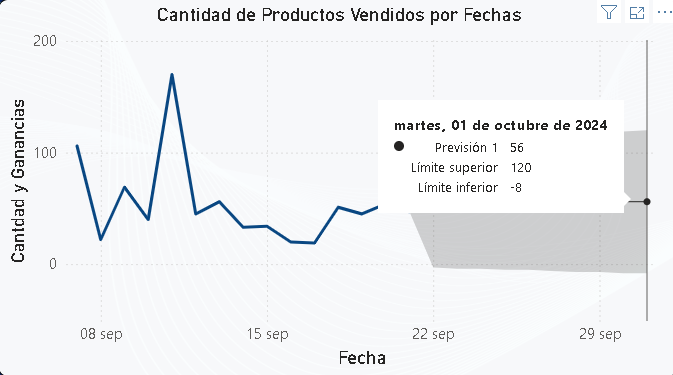 Cantidad de Productos Vendidos por Fechas
200
martes, 01 de octubre de 2024
Previsión 1 56
Límite superior 120
Límite inferior -8
100
0
Cantdad y Ganancias
08 sep 15 sep 22 sep 29 sep
Fecha